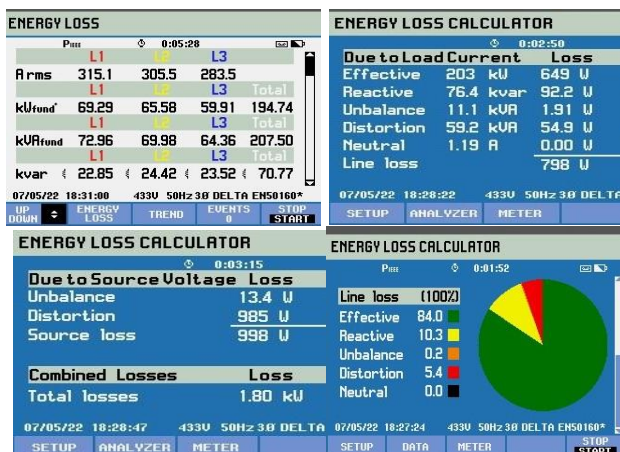 ENERGY LOSS
Puni 0:05:28
L1 L2 L3
Arms 315.1 305.5 283.5
L1 L2 L3 Total
kWfund* 69.29 65.58 59.91 194.74
L1 L2 L3 Total
kVAfund 72.96 69.98 64.36 207.50
L1 L2 L3 Total
kvar 22.85 24.42 23.52 70.77
07/05/22 18:31:00 433V 50Hz 3.0 DELTA EN50160*
UP DOWN ENERGY LOSS TREND EVENTS 0 STOP START
ENERGY LOSS CALCULATOR
0:02:50
Due to Load Current Loss
Effective 203 kW 649 W
Reactive 76.4 kvar 92.2 W
Unbalance 11.1 kVA 1.91 W
Distortion 59.2 kVA 54.9 W
Neutral 1.19 A 0.00 W
Line loss 798 W
07/05/22 18:28:22 433V 50Hz 3Ø DELTA
SETUP ANALYZER METER
ENERGY LOSS CALCULATOR
0:03:15
Due to Source Voltage Loss
Unbalance 13.4 W
Distortion 985 W
Source loss 998 W
Combined Losses Loss
Total losses 1.80 kW
07/05/22 18:28:47 433V 50Hz 3Ø DELTA
SETUP ANALYZER METER
ENERGY LOSS CALCULATOR
0:01:52
Line loss (100%)
Effective 84.0
Reactive 10.3
Unbalance 0.2
Distortion 5.4
Neutral 0.0
07/05/22 18:27:24 433V 50Hz 3Ø DELTA EN50160*
SETUP DATA METER STOP START